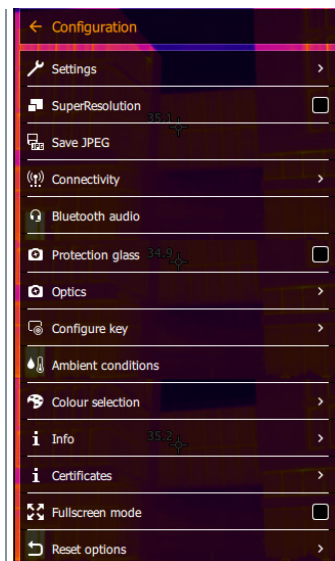 Configuration
Settings
SuperResolution
35.1
Save JPEG
Connectivity
Bluetooth audio
Protection glass 34.9
Optics
Configure key
Ambient conditions
Colour selection
Info 35.2
Certificates
Fullscreen mode
Reset options